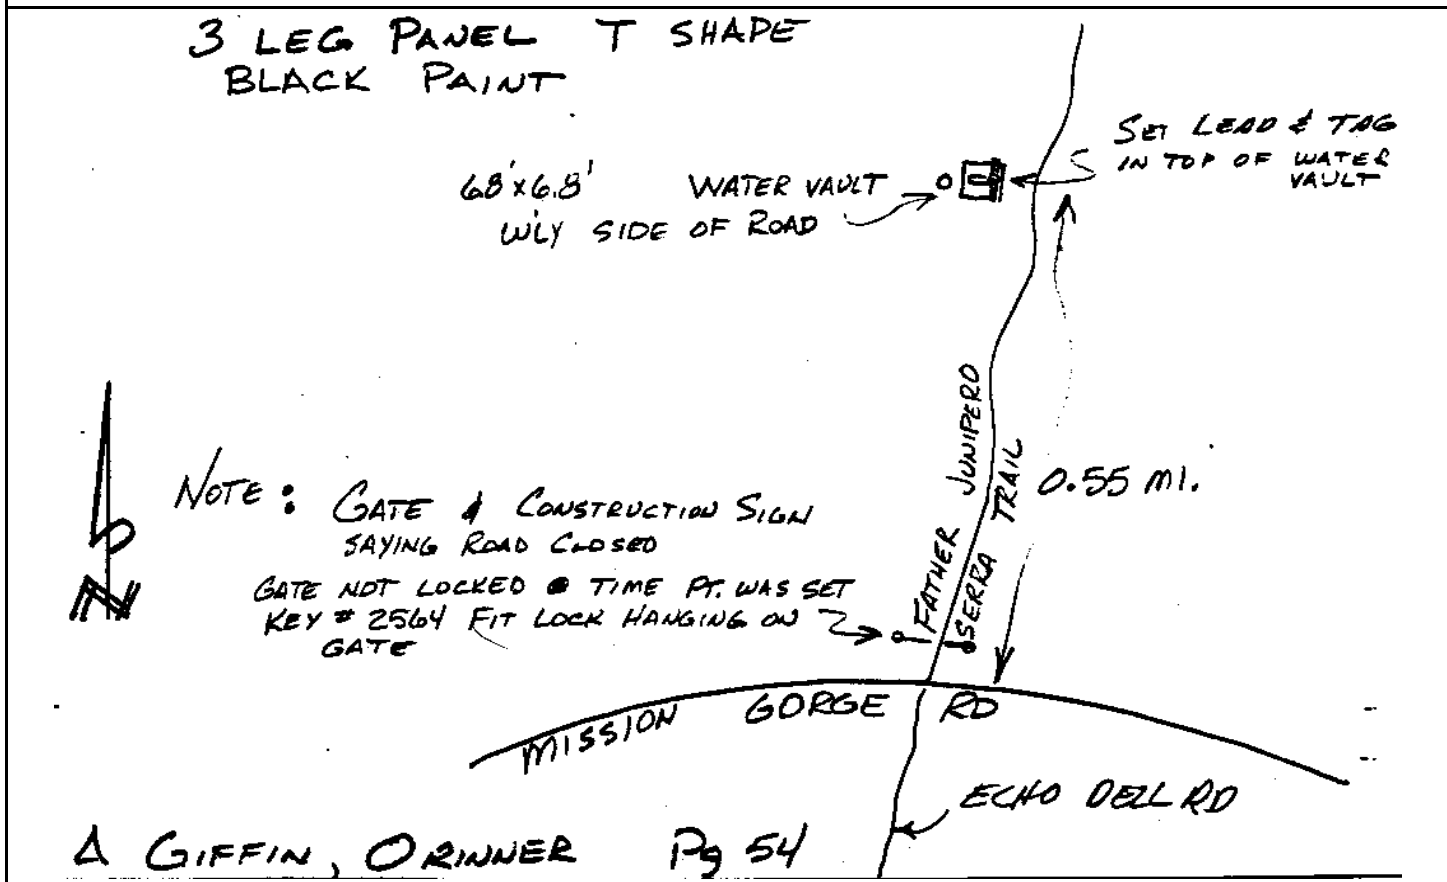 3 LEG PANEL T SHAPE
BLACK PAINT
SET LEAD & TAG
IN TOP OF WATER
VAULT
6.8'x6.8' WATER VAULT
W'LY SIDE OF ROAD
FATHER JUNIPERO
SERRA TRAIL
0.55 MI.
NOTE: GATE & CONSTRUCTION SIGN
SAYING ROAD CLOSED
GATE NOT LOCKED @ TIME PT. WAS SET
KEY # 2564 FIT LOCK HANGING ON
GATE
N
MISSION GORGE RD
ECHO DELL RD
Δ GIFFIN, O RINNER Pg 54